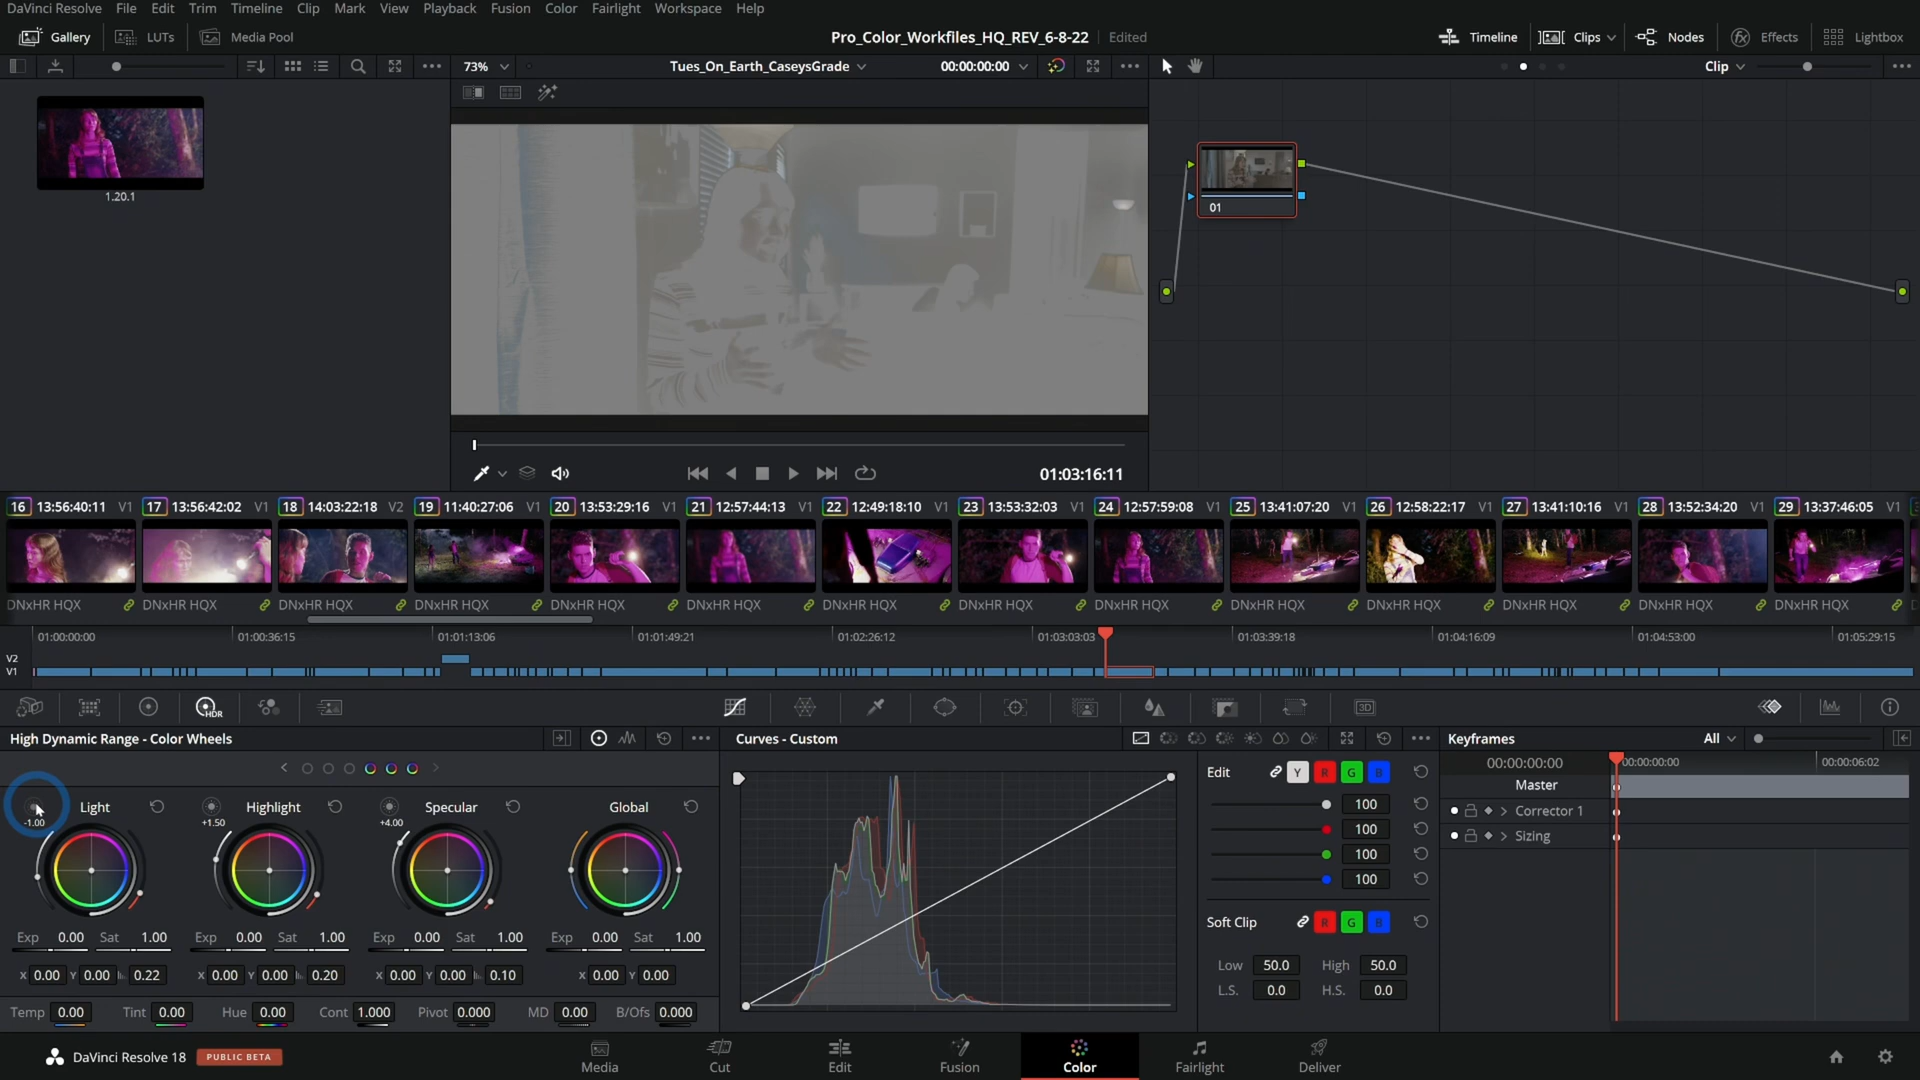 DaVinci Resolve File Edit Trim Timeline Clip Mark View Playback Fusion Color Fairlight Workspace Help
Gallery LUTs Media Pool Pro_Color_Workfiles_HQ_REV_6-8-22 Edited Timeline Clips Nodes Effects Lightbox
73% Tues_On_Earth_CaseysGrade 00:00:00:00 Clip
1.20.1
01
01:03:16:11
16 13:56:40:11 V1 17 13:56:42:02 V1 18 14:03:22:18 V2 19 11:40:27:06 V1 20 13:53:29:16 V1 21 12:57:44:13 V1 22 12:49:18:10 V1 23 13:53:32:03 V1 24 12:57:59:08 V1 25 13:41:07:20 V1 26 12:58:22:17 V1 27 13:41:10:16 V1 28 13:52:34:20 V1 29 13:37:46:05 V1
DNxHR HQX DNxHR HQX DNxHR HQX DNxHR HQX DNxHR HQX DNxHR HQX DNxHR HQX DNxHR HQX DNxHR HQX DNxHR HQX DNxHR HQX DNxHR HQX DNxHR HQX DNxHR HQX
01:00:00:00 01:00:36:15 01:01:13:06 01:01:49:21 01:02:26:12 01:03:03:03 01:03:39:18 01:04:16:09 01:04:53:00 01:05:29:15
V2
V1
HDR 3D
High Dynamic Range - Color Wheels Curves - Custom Keyframes All
Light Highlight Specular Global
-1.00 +1.50 +4.00
Exp 0.00 Sat 1.00 Exp 0.00 Sat 1.00 Exp 0.00 Sat 1.00 Exp 0.00 Sat 1.00
X 0.00 Y 0.00 0.22 X 0.00 Y 0.00 0.20 X 0.00 Y 0.00 0.10 X 0.00 Y 0.00
Temp 0.00 Tint 0.00 Hue 0.00 Cont 1.000 Pivot 0.000 MD 0.00 B/Ofs 0.000
Edit Y R G B
100
100
100
100
Soft Clip R G B
Low 50.0 High 50.0
L.S. 0.0 H.S. 0.0
00:00:00:00 00:00:00:00 00:00:06:02
Master
Corrector 1
Sizing
DaVinci Resolve 18 PUBLIC BETA Media Cut Edit Fusion Color Fairlight Deliver